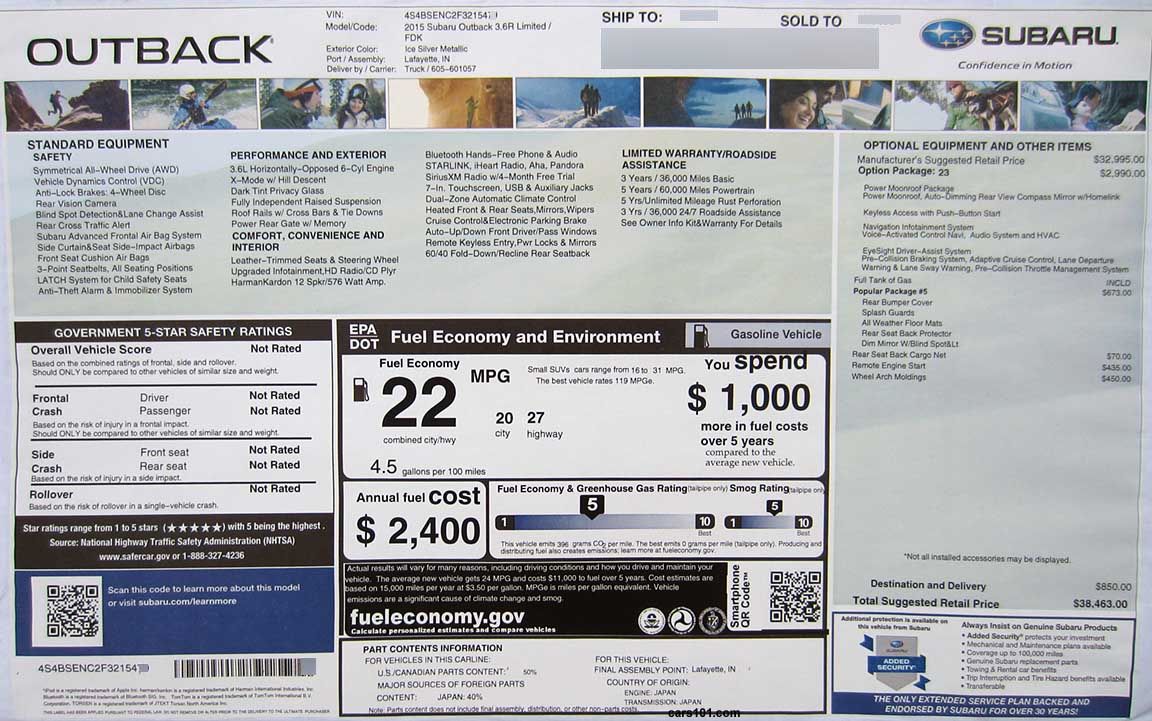 OUTBACK
VIN: 4S4BSENC2F32154
Model/Code: 2015 Subaru Outback 3.6R Limited /
FDK
Exterior Color: Ice Silver Metallic
Port / Assembly: Lafayette, IN
Deliver by / Carrier: Truck / 605-601057
SHIP TO:
SOLD TO
SUBARU
Confidence in Motion
STANDARD EQUIPMENT
SAFETY
Symmetrical All-Wheel Drive (AWD)
Vehicle Dynamics Control (VDC)
Anti-Lock Brakes: 4-Wheel Disc
Rear Vision Camera
Blind Spot Detection&Lane Change Assist
Rear Cross Traffic Alert
Subaru Advanced Frontal Air Bag System
Side Curtain&Seat Side-Impact Airbags
Front Seat Cushion Air Bags
3-Point Seatbelts, All Seating Positions
LATCH System for Child Safety Seats
Anti-Theft Alarm & Immobilizer System
PERFORMANCE AND EXTERIOR
3.6L Horizontally-Opposed 6-Cyl Engine
X-Mode w/ Hill Descent
Dark Tint Privacy Glass
Fully Independent Raised Suspension
Roof Rails w/ Cross Bars & Tie Downs
Power Rear Gate w/ Memory
COMFORT, CONVENIENCE AND
INTERIOR
Leather-Trimmed Seats & Steering Wheel
Upgraded Infotainment,HD Radio/CD Plyr
HarmanKardon 12 Spkr/576 Watt Amp.
Bluetooth Hands-Free Phone & Audio
STARLINK, iHeart Radio, Aha, Pandora
SiriusXM Radio w/4-Month Free Trial
7-In. Touchscreen, USB & Auxiliary Jacks
Dual-Zone Automatic Climate Control
Heated Front & Rear Seats,Mirrors,Wipers
Cruise Control&Electronic Parking Brake
Auto-Up/Down Front Driver/Pass Windows
Remote Keyless Entry,Pwr Locks & Mirrors
60/40 Fold-Down/Recline Rear Seatback
LIMITED WARRANTY/ROADSIDE
ASSISTANCE
3 Years / 36,000 Miles Basic
5 Years / 60,000 Miles Powertrain
5 Yrs/Unlimited Mileage Rust Perforation
3 Yrs / 36,000 24/7 Roadside Assistance
See Owner Info Kit&Warranty For Details
OPTIONAL EQUIPMENT AND OTHER ITEMS
Manufacturer's Suggested Retail Price $32,995.00
Option Package: 23 $2,990.00
Power Moonroof Package
Power Moonroof, Auto-Dimming Rear View Compass Mirror w/Homelink
Keyless Access with Push-Button Start
Navigation Infotainment System
Voice-Activated Control Navi, Audio System and HVAC
EyeSight Driver-Assist System
Pre-Collision Braking System, Adaptive Cruise Control, Lane Departure
Warning & Lane Sway Warning, Pre-Collision Throttle Management System
Full Tank of Gas INCLD
Popular Package #5 $673.00
Rear Bumper Cover
Splash Guards
All Weather Floor Mats
Rear Seat Back Protector
Dim Mirror W/Blind Spot&Lt
Rear Seat Back Cargo Net $70.00
Remote Engine Start $435.00
Wheel Arch Moldings $450.00
*Not all installed accessories may be displayed.
Destination and Delivery $850.00
Total Suggested Retail Price $38,463.00
GOVERNMENT 5-STAR SAFETY RATINGS
Overall Vehicle Score Not Rated
Based on the combined ratings of frontal, side and rollover.
Should ONLY be compared to other vehicles of similar size and weight.
Frontal Driver Not Rated
Crash Passenger Not Rated
Based on the risk of injury in a frontal impact.
Should ONLY be compared to other vehicles of similar size and weight.
Side Front seat Not Rated
Crash Rear seat Not Rated
Based on the risk of injury in a side impact.
Rollover Not Rated
Based on the risk of rollover in a single-vehicle crash.
Star ratings range from 1 to 5 stars (★★★★★) with 5 being the highest .
Source: National Highway Traffic Safety Administration (NHTSA)
www.safercar.gov or 1-888-327-4236
Scan this code to learn more about this model
or visit subaru.com/learnmore
4S4BSENC2F32154
EPA
DOT
Fuel Economy and Environment
Gasoline Vehicle
Fuel Economy
22 MPG
combined city/hwy
20 city
27 highway
4.5 gallons per 100 miles
Small SUVs cars range from 16 to 31 MPG.
The best vehicle rates 119 MPGe.
You spend
$ 1,000
more in fuel costs
over 5 years
compared to the
average new vehicle.
Annual fuel cost
$ 2,400
Fuel Economy & Greenhouse Gas Rating (tailpipe only) Smog Rating (tailpipe only)
5
1 10
Best
5
1 10
Best
This vehicle emits 396 grams CO2 per mile. The best emits 0 grams per mile (tailpipe only). Producing and
distributing fuel also creates emissions; learn more at fueleconomy.gov.
Actual results will vary for many reasons, including driving conditions and how you drive and maintain your
vehicle. The average new vehicle gets 24 MPG and costs $11,000 to fuel over 5 years. Cost estimates are
based on 15,000 miles per year at $3.50 per gallon. MPGe is miles per gallon equivalent. Vehicle
emissions are a significant cause of climate change and smog.
fueleconomy.gov
Calculate personalized estimates and compare vehicles
Smartphone
QR Code™
PART CONTENTS INFORMATION
FOR VEHICLES IN THIS CARLINE:
U.S./CANADIAN PARTS CONTENT: 50%
MAJOR SOURCES OF FOREIGN PARTS
CONTENT: JAPAN: 40%
Note: Parts content does not include final assembly, distribution, or other non-parts costs.
FOR THIS VEHICLE:
FINAL ASSEMBLY POINT: Lafayette, IN
COUNTRY OF ORIGIN:
ENGINE: JAPAN
TRANSMISSION: JAPAN
cars101.com
Additional protection is available on
this vehicle from Subaru
SUBARU
ADDED
SECURITY
Always Insist on Genuine Subaru Products
• Added Security® protects your investment
• Mechanical and Maintenance plans available
• Coverage up to 100,000 miles
• Genuine Subaru replacement parts
• Towing & Rental car benefits
• Trip Interruption and Tire Hazard benefits available
• Transferable
THE ONLY EXTENDED SERVICE PLAN BACKED AND
ENDORSED BY SUBARU FOR OVER 30 YEARS!